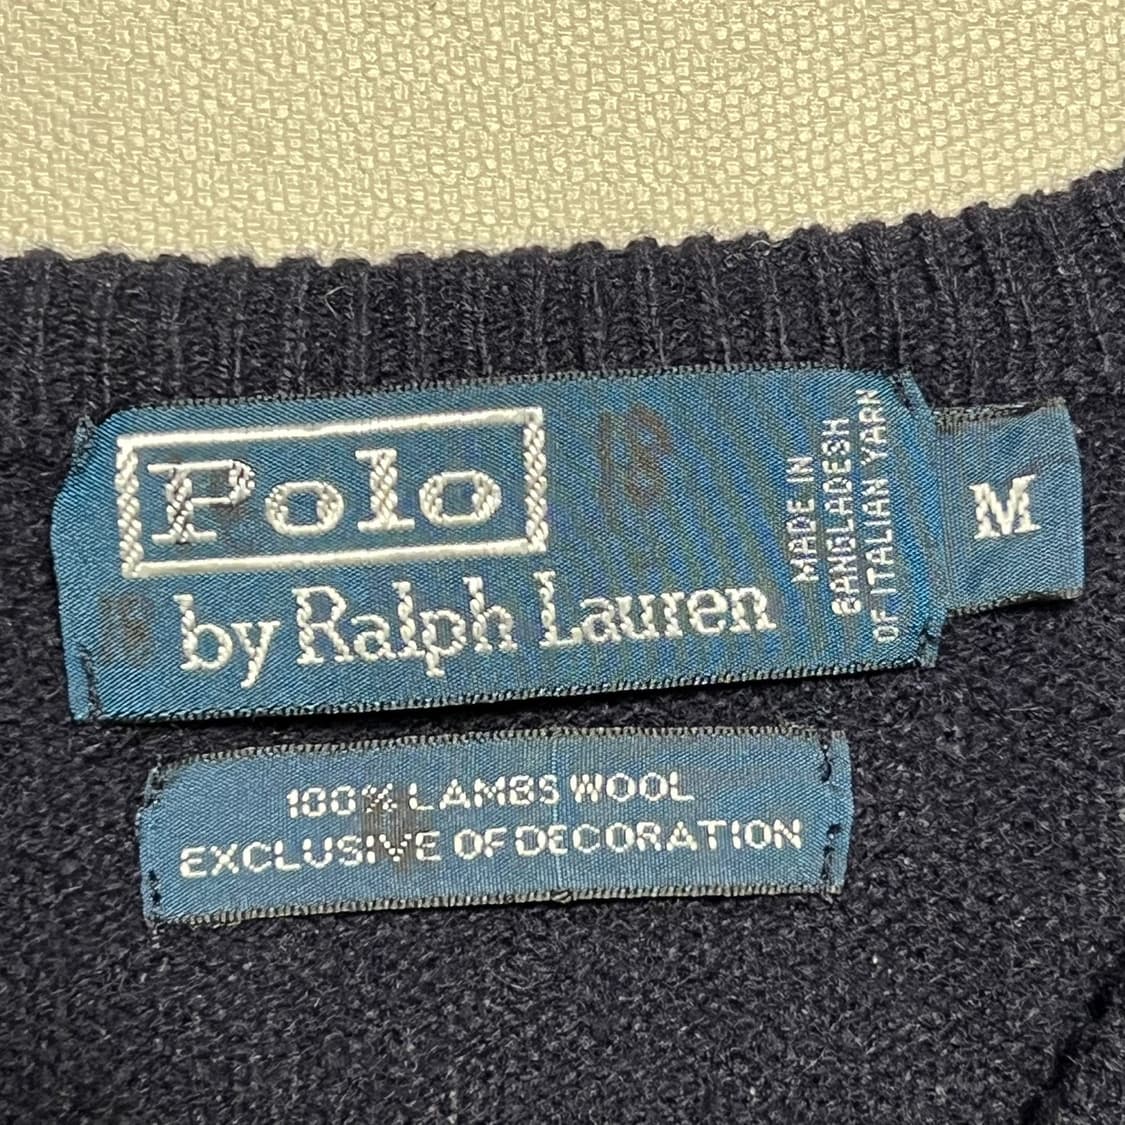 Polo
by Ralph Lauren
MADE IN
BANGLADESH
OF ITALIAN YARN
M
100% LAMBS WOOL
EXCLUSIVE OF DECORATION